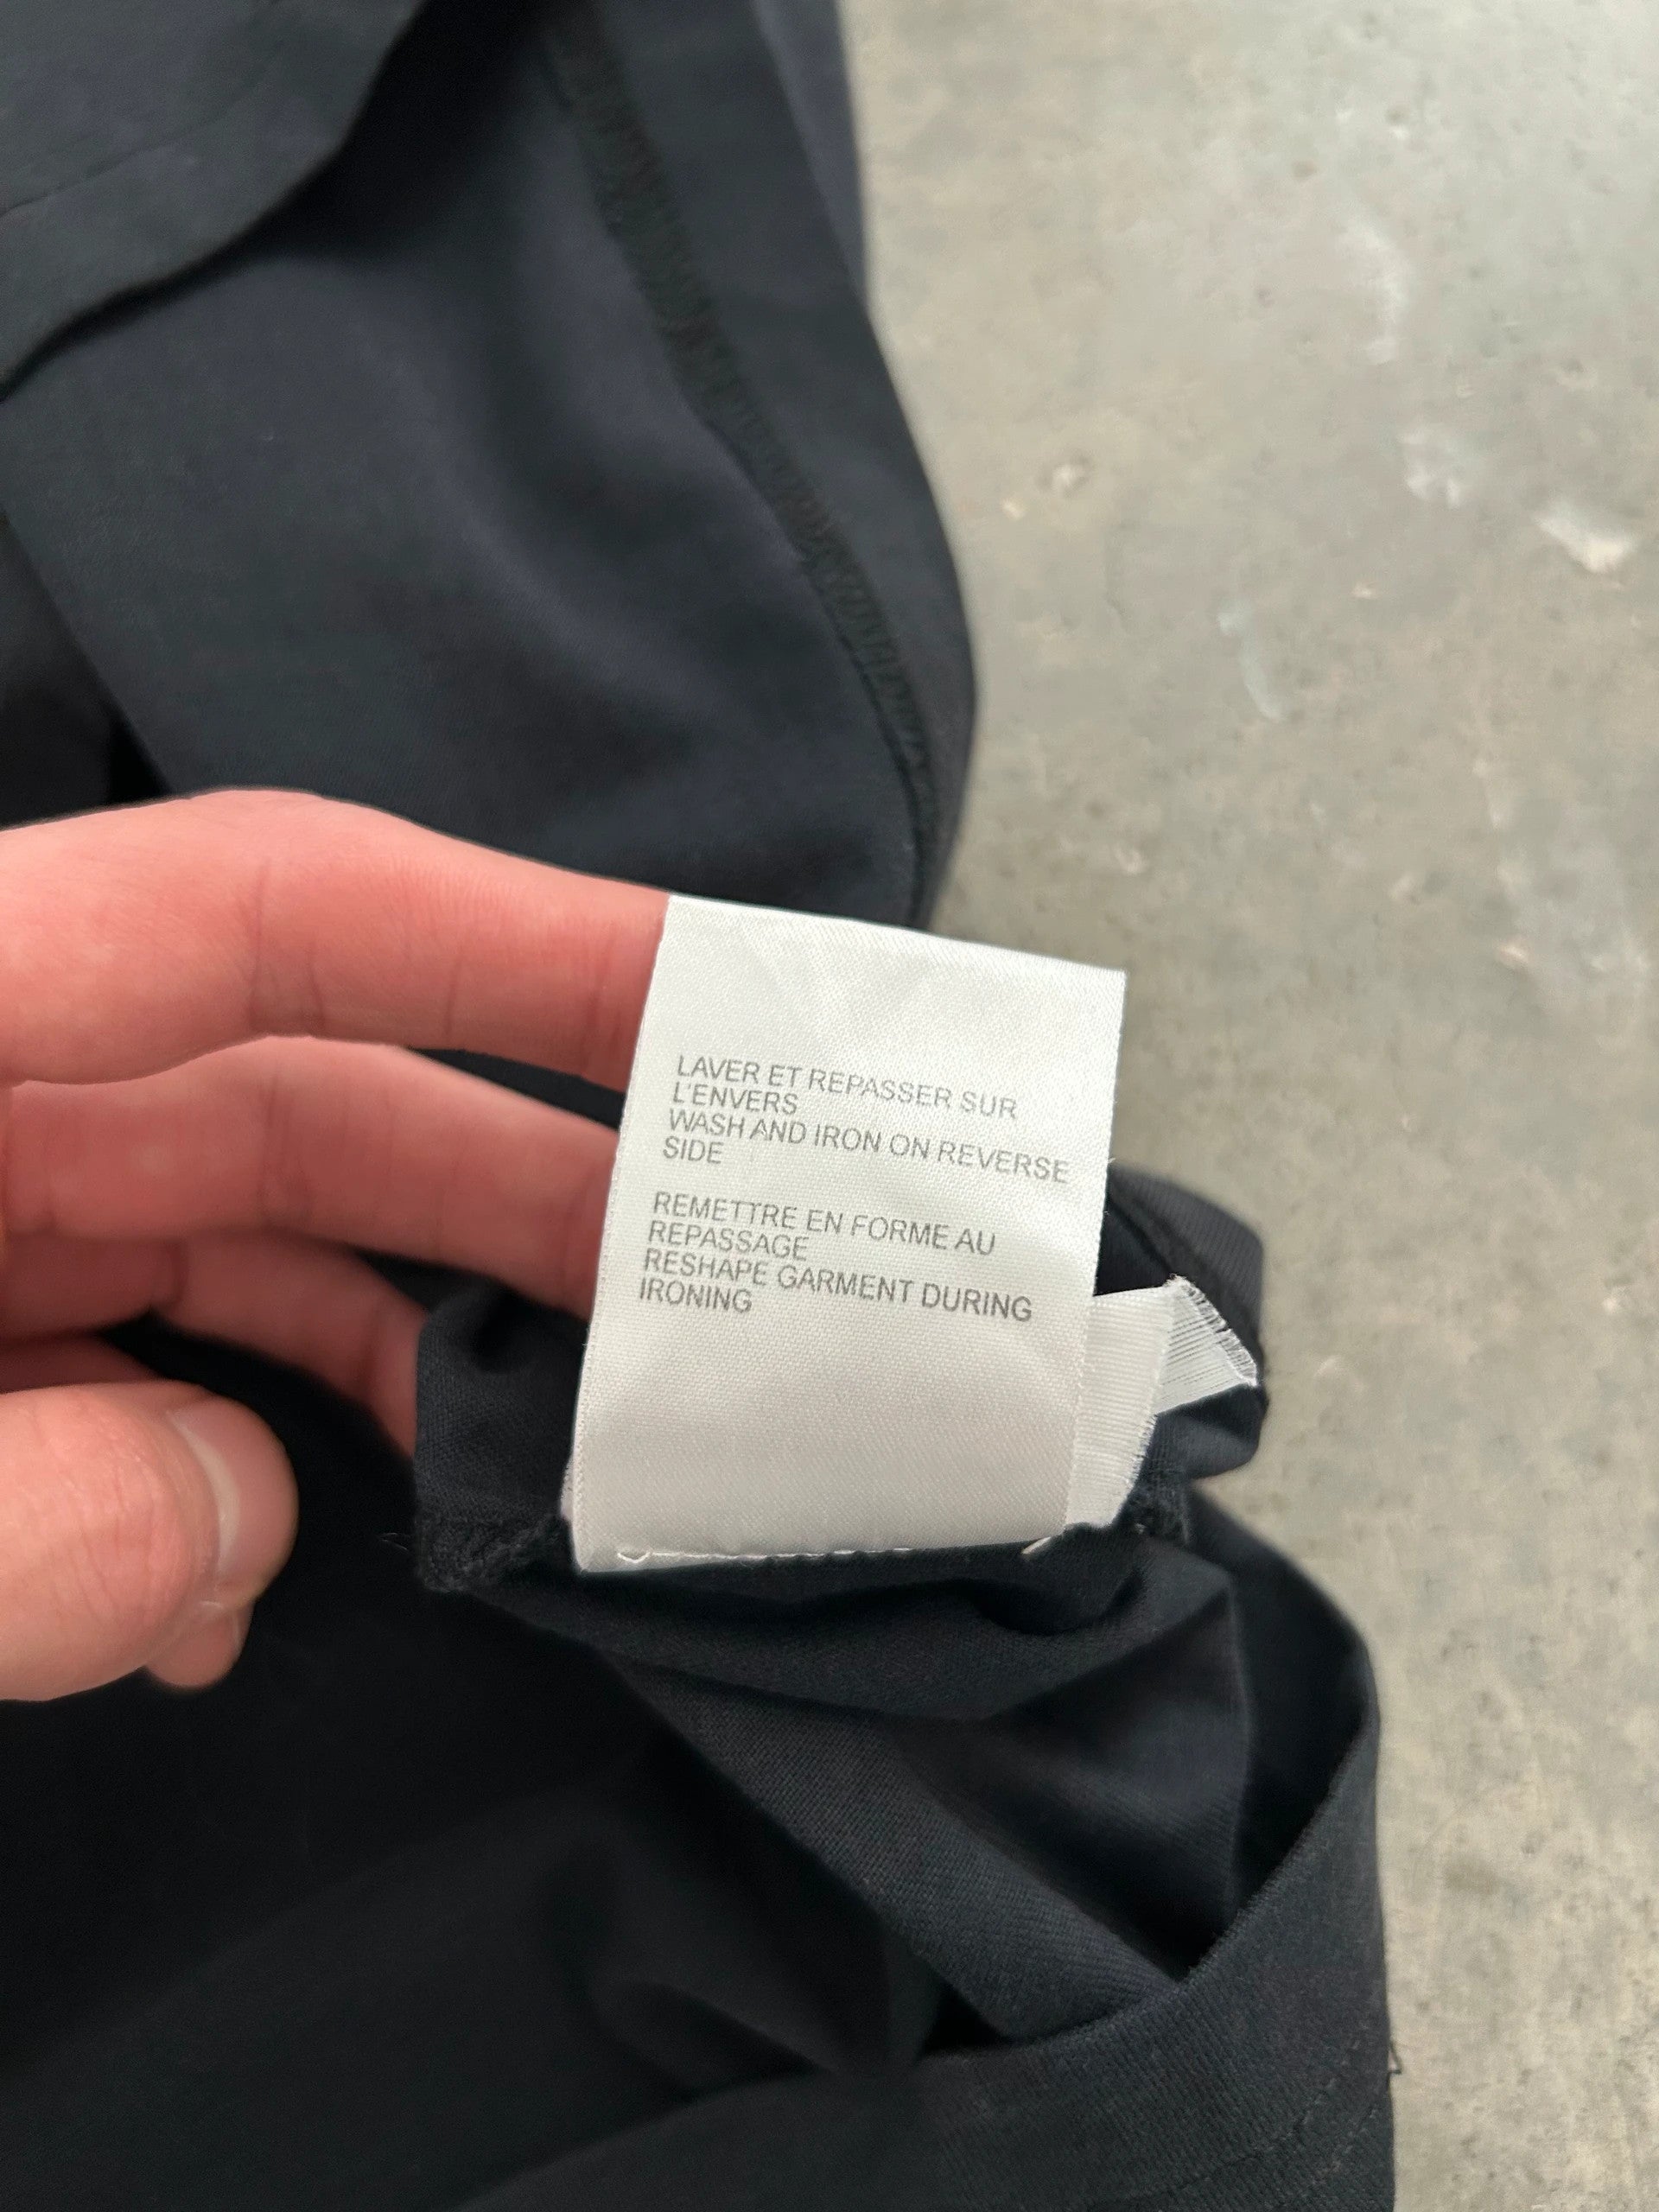 LAVER ET REPASSER SUR
L'ENVERS
WASH AND IRON ON REVERSE
SIDE
REMETTRE EN FORME AU
REPASSAGE
RESHAPE GARMENT DURING
IRONING